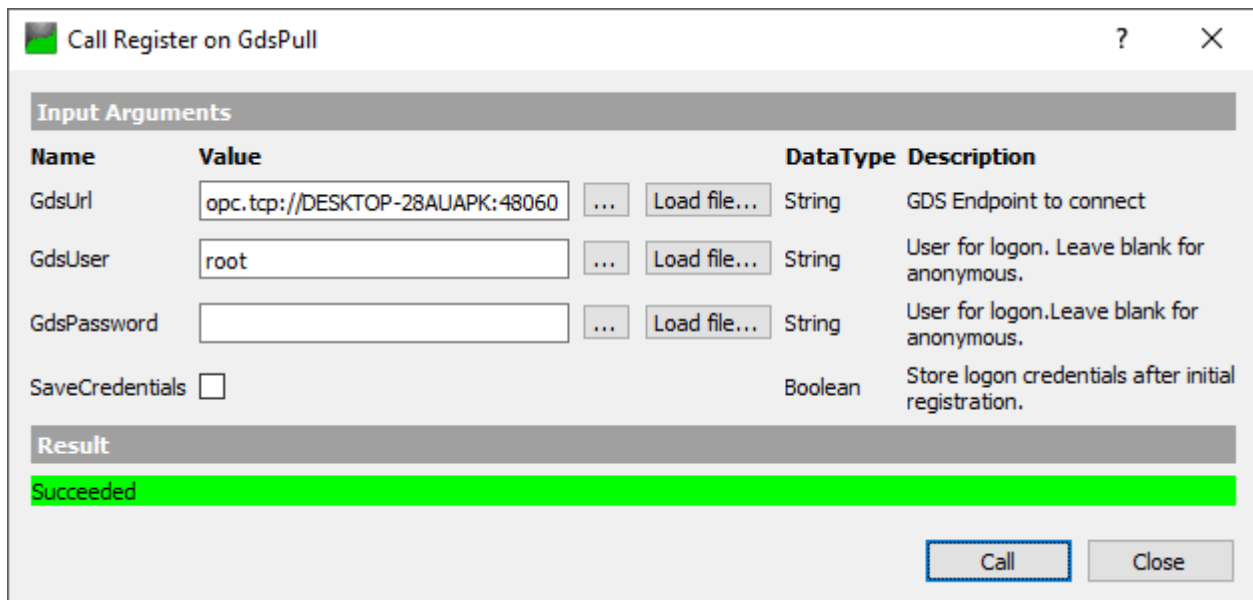 Call Register on GdsPull
?
Input Arguments
Name Value DataType Description
GdsUrl opc.tcp://DESKTOP-28AUAPK:48060 ... Load file... String GDS Endpoint to connect
GdsUser root ... Load file... String User for logon. Leave blank for
anonymous.
GdsPassword ... Load file... String User for logon.Leave blank for
anonymous.
SaveCredentials Boolean Store logon credentials after initial
registration.
Result
Succeeded
Call Close